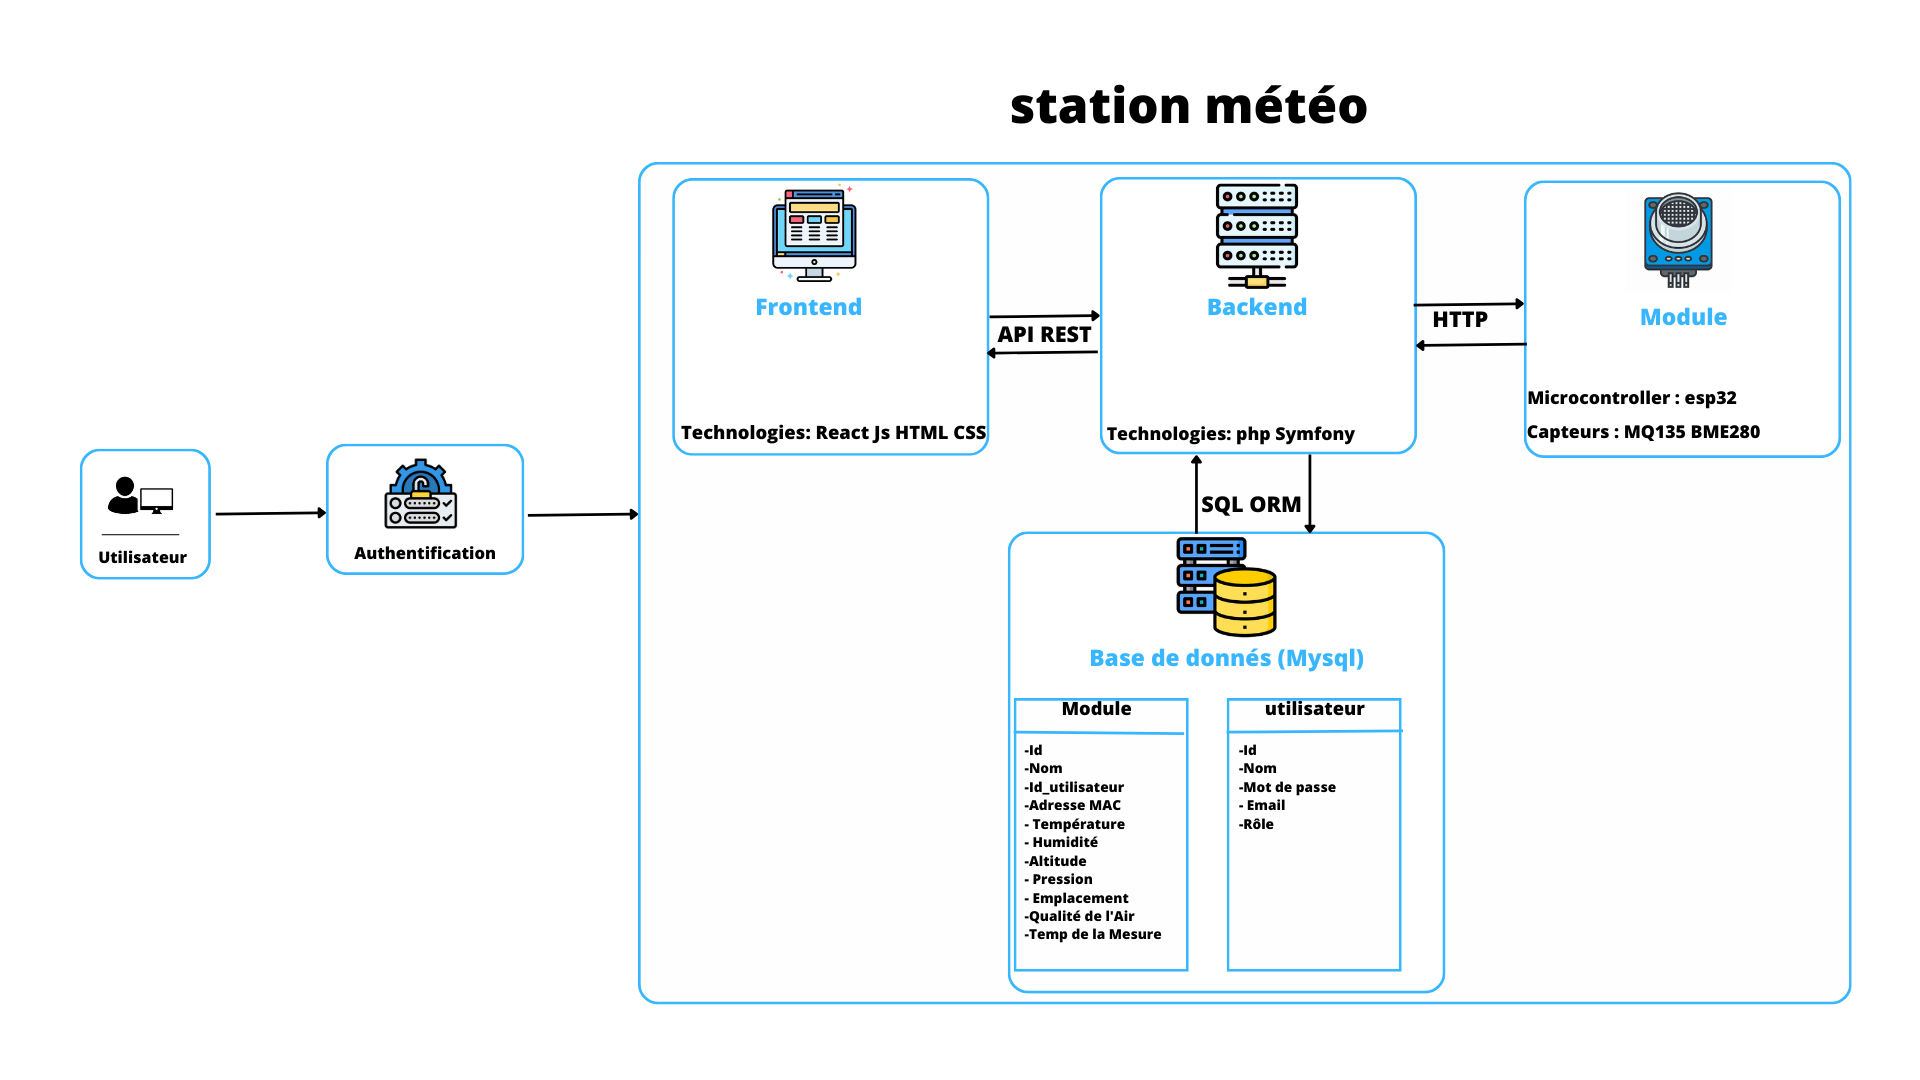 station météo
Frontend
Technologies: React Js HTML CSS
API REST
Backend
Technologies: php Symfony
HTTP
Module
Microcontroller : esp32
Capteurs : MQ135 BME280
Utilisateur
Authentification
SQL ORM
Base de donnés (Mysql)
Module
-Id
-Nom
-Id_utilisateur
-Adresse MAC
- Température
- Humidité
-Altitude
- Pression
- Emplacement
-Qualité de l'Air
-Temp de la Mesure
utilisateur
-Id
-Nom
-Mot de passe
- Email
-Rôle